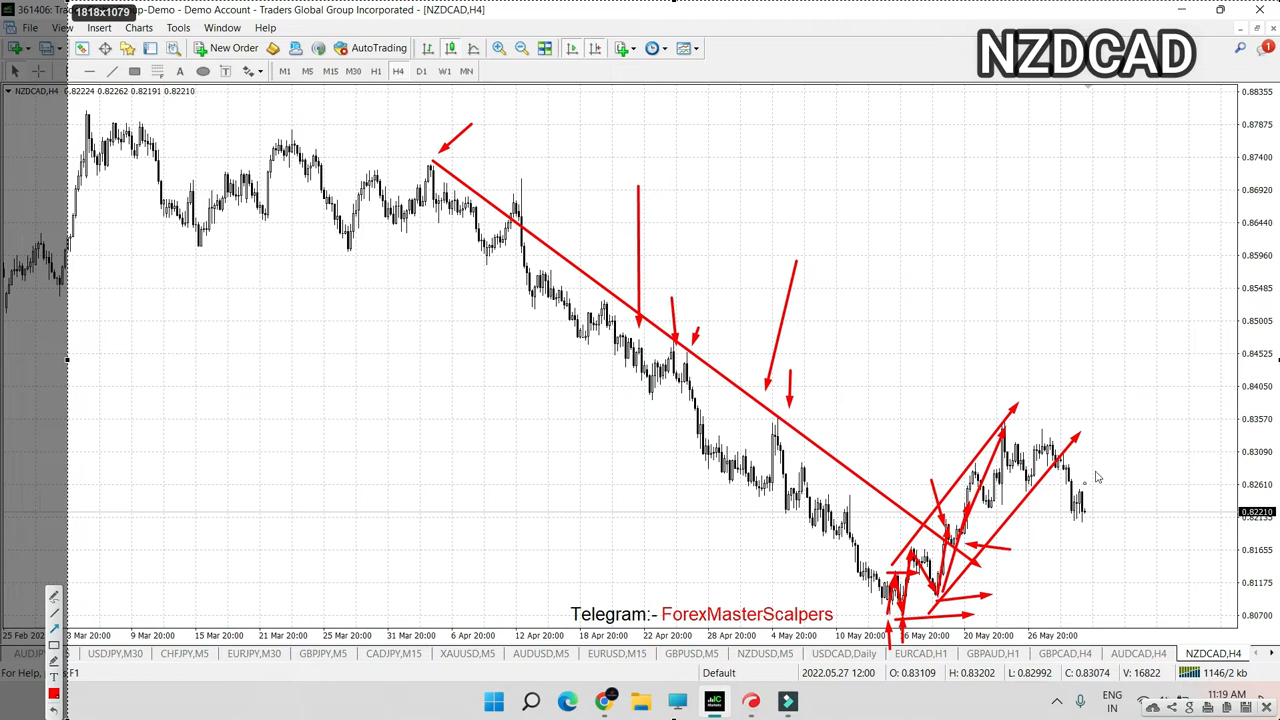 361406: Tra
1818x1079
p-Demo - Demo Account - Traders Global Group Incorporated - [NZDCAD,H4]
NZDCAD
File View Insert Charts Tools Window Help
New Order AutoTrading
1
A T M1 M5 M15 M30 H1 H4 D1 W1 MN
NZDCAD,H4 0.82224 0.82262 0.82191 0.82210
0.88355
0.87875
0.87400
0.86920
0.86440
0.85960
0.85485
0.85005
0.84525
0.84045
0.83570
0.83090
0.82610
0.82210
0.82135
0.81655
0.81175
0.80700
Telegram:- ForexMasterScalpers
25 Feb 202 3 Mar 20:00 9 Mar 20:00 15 Mar 20:00 21 Mar 20:00 25 Mar 20:00 31 Mar 20:00 6 Apr 20:00 12 Apr 20:00 18 Apr 20:00 22 Apr 20:00 28 Apr 20:00 4 May 20:00 10 May 20:00 16 May 20:00 20 May 20:00 26 May 20:00
AUDJP USDJPY,M30 CHFJPY,M5 EURJPY,M30 GBPJPY,M5 CADJPY,M15 XAUUSD,M5 AUDUSD,M5 EURUSD,M15 GBPUSD,M5 NZDUSD,M5 USDCAD,Daily EURCAD,H1 GBPAUD,H1 GBPCAD,H4 AUDCAD,H4 NZDCAD,H4
For Help, F1 Default 2022.05.27 12:00 O: 0.83109 H: 0.83202 L: 0.82992 C: 0.83074 V: 16822 1146/2 kb
T
ENG
IN
11:19 AM